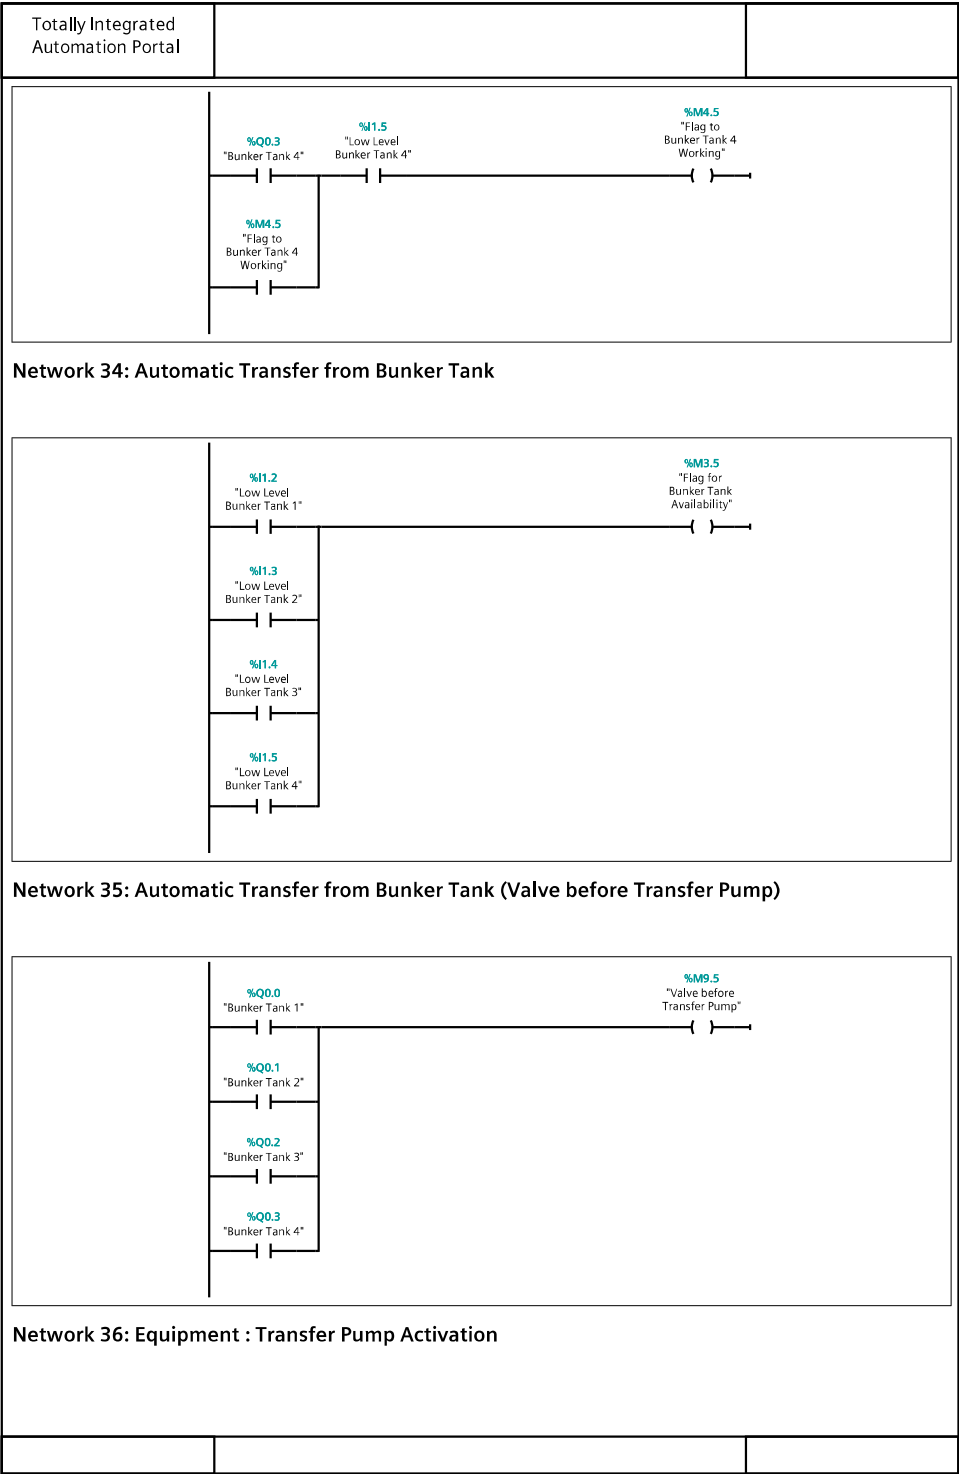 Totally Integrated
Automation Portal
%Q0.3
"Bunker Tank 4"
%I1.5
"Low Level
Bunker Tank 4"
%M4.5
"Flag to
Bunker Tank 4
Working"
%M4.5
"Flag to
Bunker Tank 4
Working"
Network 34: Automatic Transfer from Bunker Tank
%I1.2
"Low Level
Bunker Tank 1"
%M3.5
"Flag for
Bunker Tank
Availability"
%I1.3
"Low Level
Bunker Tank 2"
%I1.4
"Low Level
Bunker Tank 3"
%I1.5
"Low Level
Bunker Tank 4"
Network 35: Automatic Transfer from Bunker Tank (Valve before Transfer Pump)
%Q0.0
"Bunker Tank 1"
%M9.5
"Valve before
Transfer Pump"
%Q0.1
"Bunker Tank 2"
%Q0.2
"Bunker Tank 3"
%Q0.3
"Bunker Tank 4"
Network 36: Equipment : Transfer Pump Activation